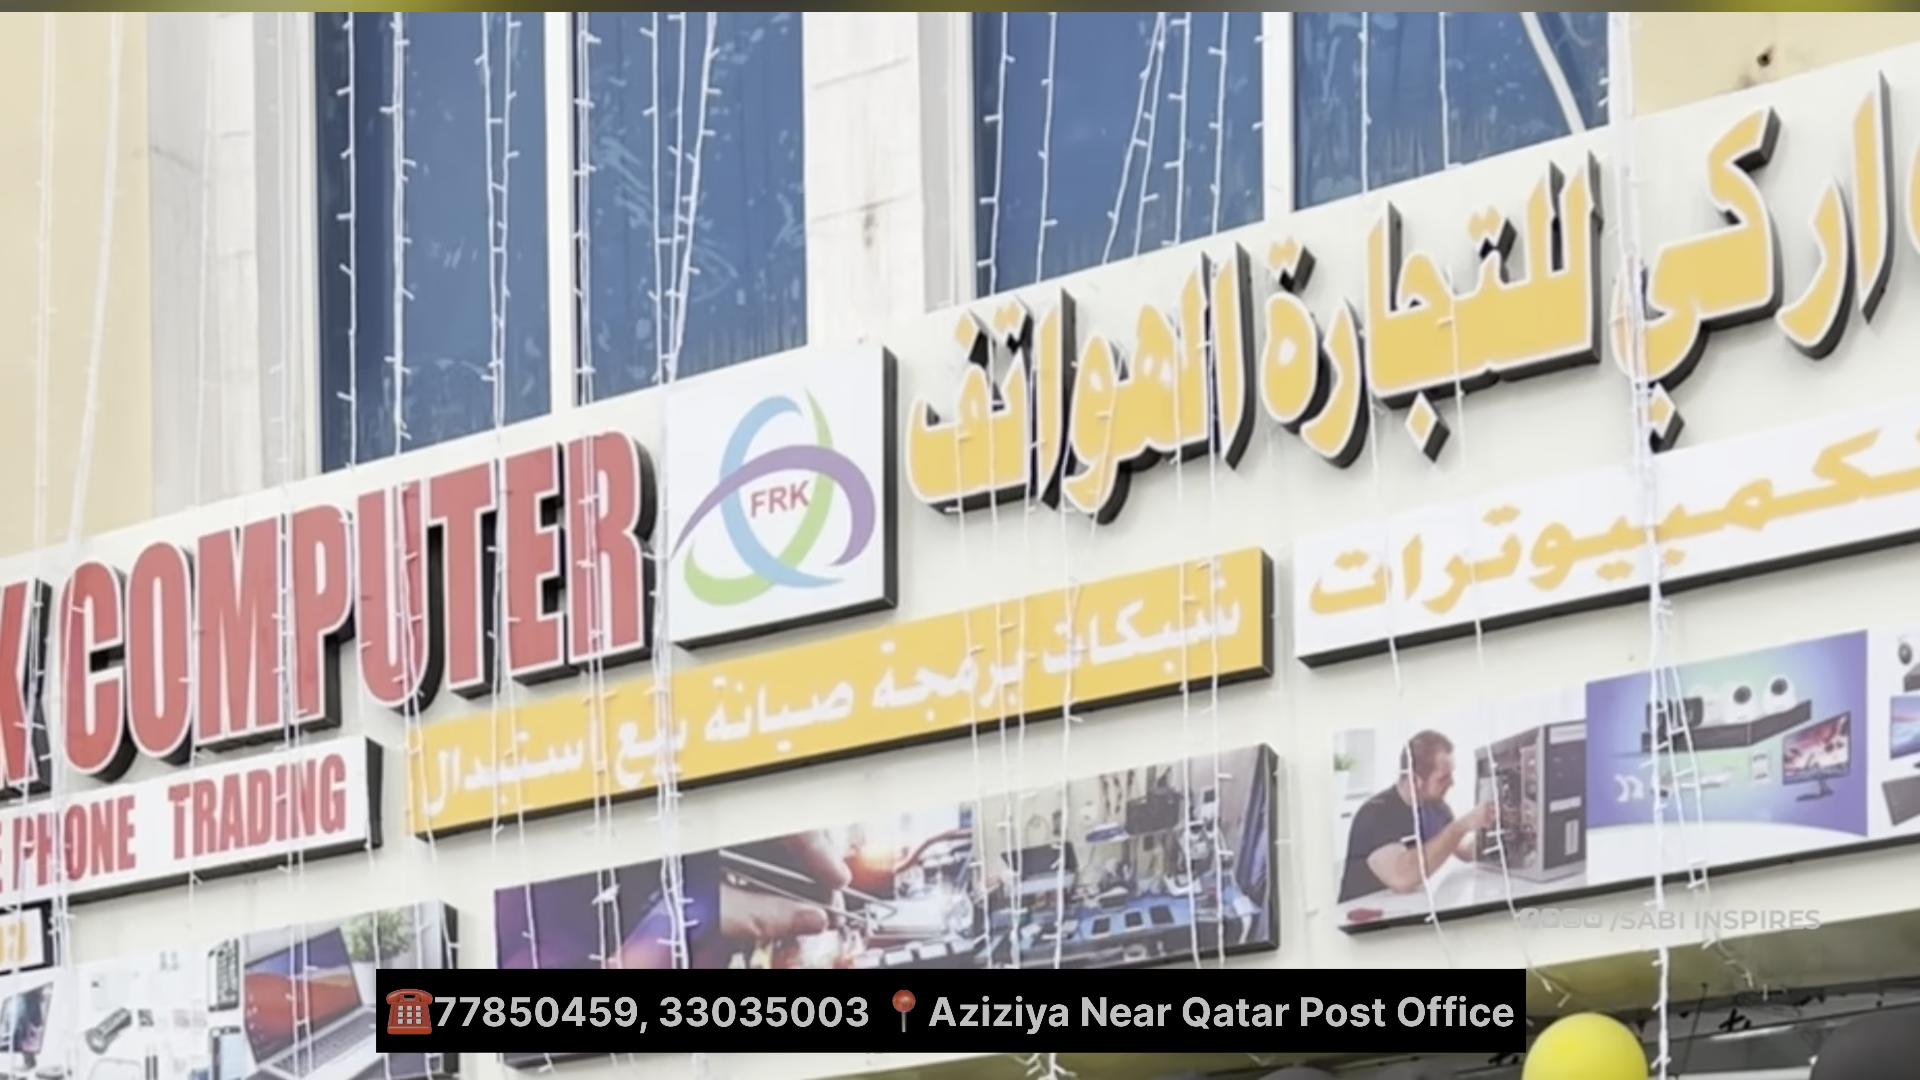 COMPUTER
FRK
اركي للتجارة الهواتف
PHONE TRADING
شبكات برمجة صيانة بيع استبدال
كمبيوترات
/SABI INSPIRES
☎️77850459, 33035003 📍Aziziya Near Qatar Post Office